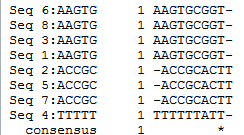 Seq 6:AAGTG 1 AAGTGCGGT-
Seq 8:AAGTG 1 AAGTGCGGT-
Seq 3:AAGTG 1 AAGTGCGGT-
Seq 1:AAGTG 1 AAGTGCGGT-
Seq 2:ACCGC 1 -ACCGCACTT
Seq 5:ACCGC 1 -ACCGCACTT
Seq 7:ACCGC 1 -ACCGCACTT
Seq 4:TTTTT 1 TTTTTTATT-
consensus 1 *